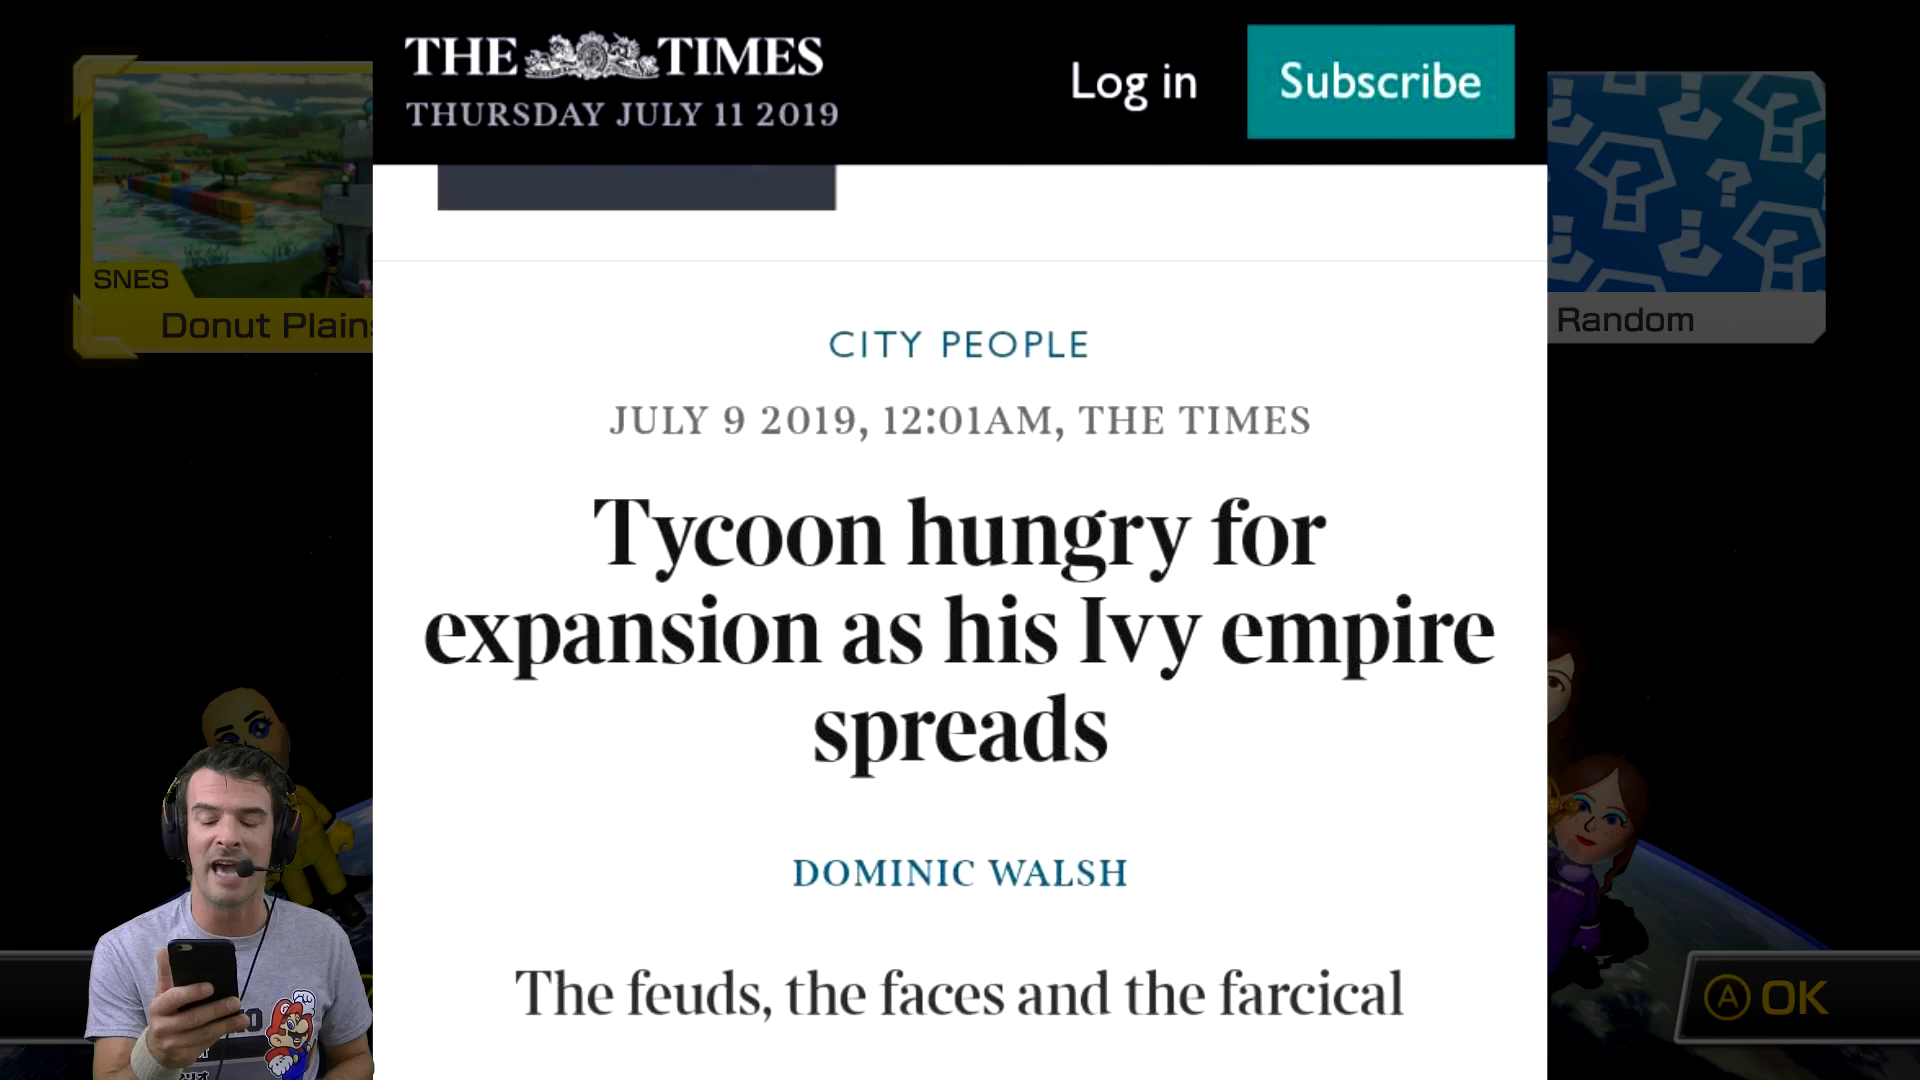 THE TIMES
THURSDAY JULY 11 2019
Log in
Subscribe
SNES
Donut Plains
Random
CITY PEOPLE
JULY 9 2019, 12:01AM, THE TIMES
Tycoon hungry for
expansion as his Ivy empire
spreads
DOMINIC WALSH
The feuds, the faces and the farcical
A OK